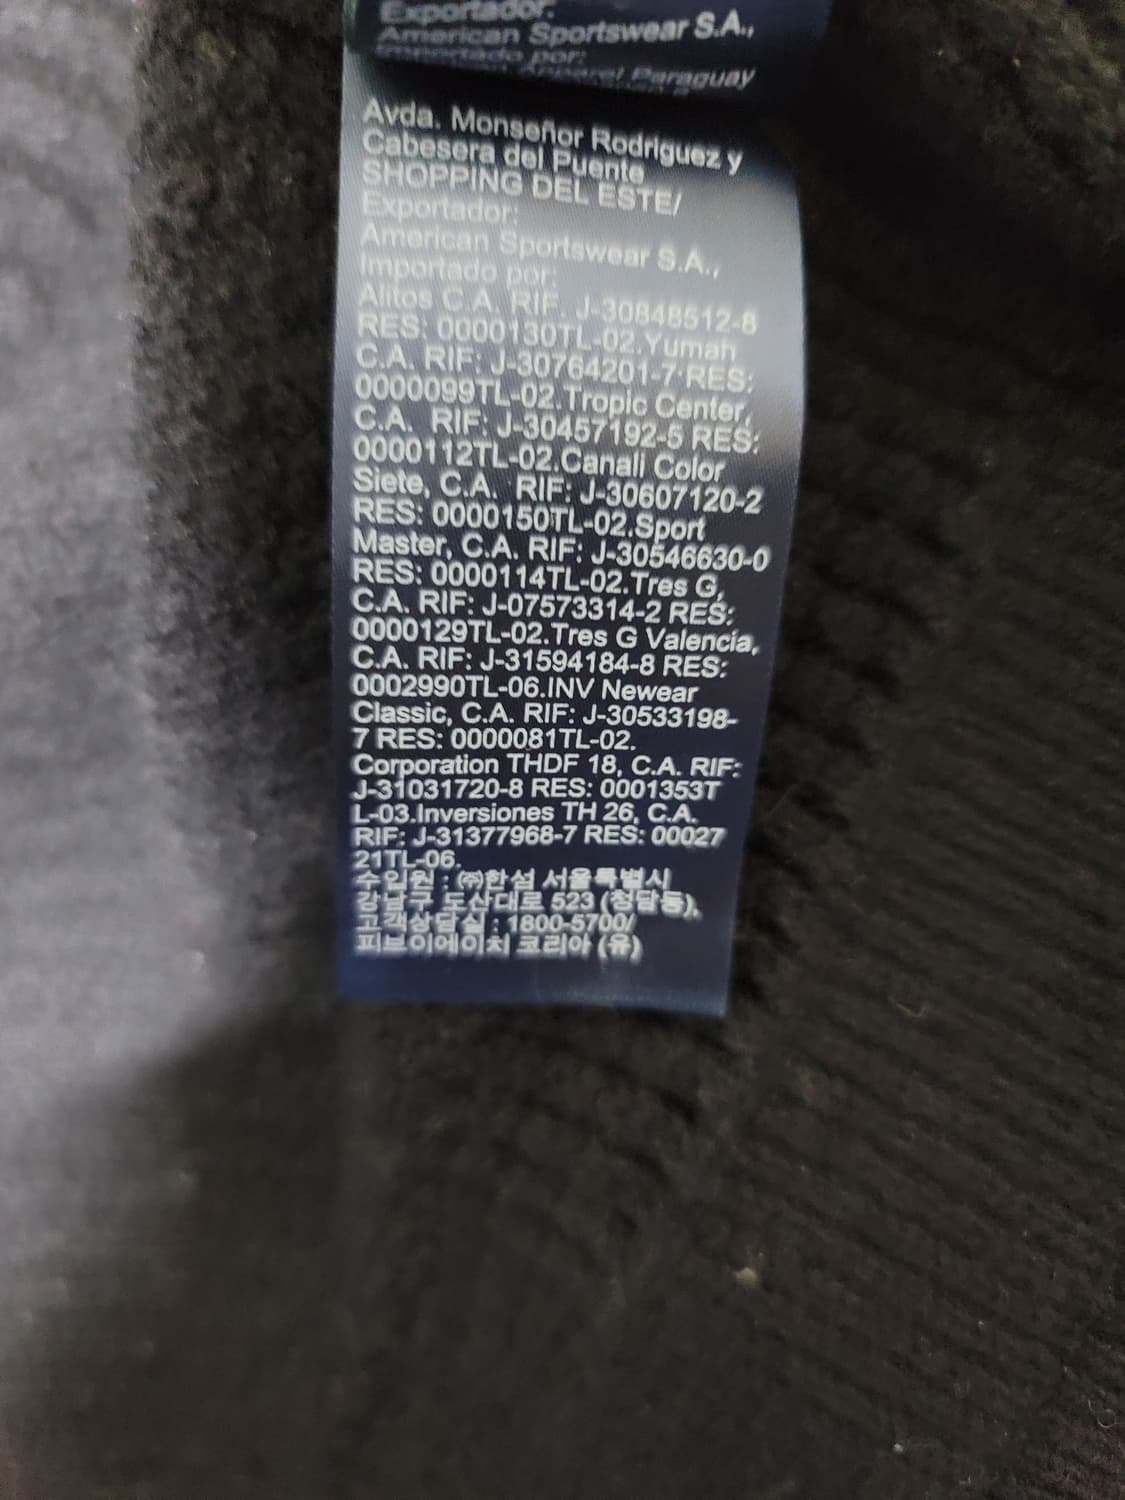 Exportador:
American Sportswear S.A.,
Importado por:
Apparel Paraguay
Avda. Monseñor Rodriguez y
Cabesera del Puente
SHOPPING DEL ESTE/
Exportador:
American Sportswear S.A.,
Importado por:
Alitos C.A. RIF. J-30848512-8
RES: 0000130TL-02.Yumah
C.A. RIF: J-30764201-7 RES:
0000099TL-02.Tropic Center,
C.A. RIF: J-30457192-5 RES:
0000112TL-02.Canali Color
Siete, C.A. RIF: J-30607120-2
RES: 0000150TL-02.Sport
Master, C.A. RIF: J-30546630-0
RES: 0000114TL-02.Tres G,
C.A. RIF: J-07573314-2 RES:
0000129TL-02.Tres G Valencia,
C.A. RIF: J-31594184-8 RES:
0002990TL-06.INV Newear
Classic, C.A. RIF: J-30533198-
7 RES: 0000081TL-02.
Corporation THDF 18, C.A. RIF:
J-31031720-8 RES: 0001353T
L-03.Inversiones TH 26, C.A.
RIF: J-31377968-7 RES: 00027
21TL-06.
수입원 : ㈜한섬 서울특별시
강남구 도산대로 523 (청담동),
고객상담실 : 1800-5700/
피브이에이치 코리아 (유)